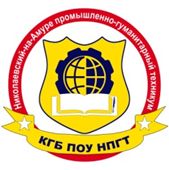 Николаевский-на-Амуре промышленно-гуманитарный техникум
КГБ ПОУ НПГТ